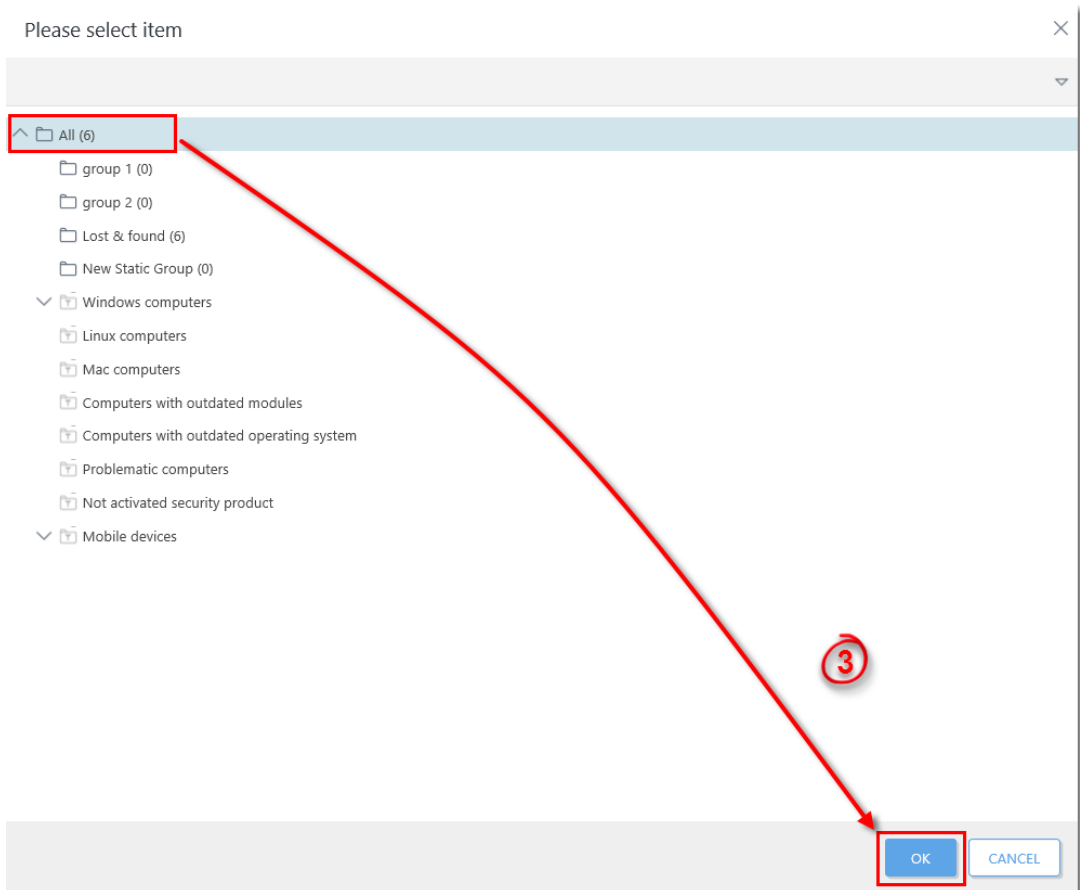 Please select item
All (6)
group 1 (0)
group 2 (0)
Lost & found (6)
New Static Group (0)
Windows computers
Linux computers
Mac computers
Computers with outdated modules
Computers with outdated operating system
Problematic computers
Not activated security product
Mobile devices
3
OK CANCEL